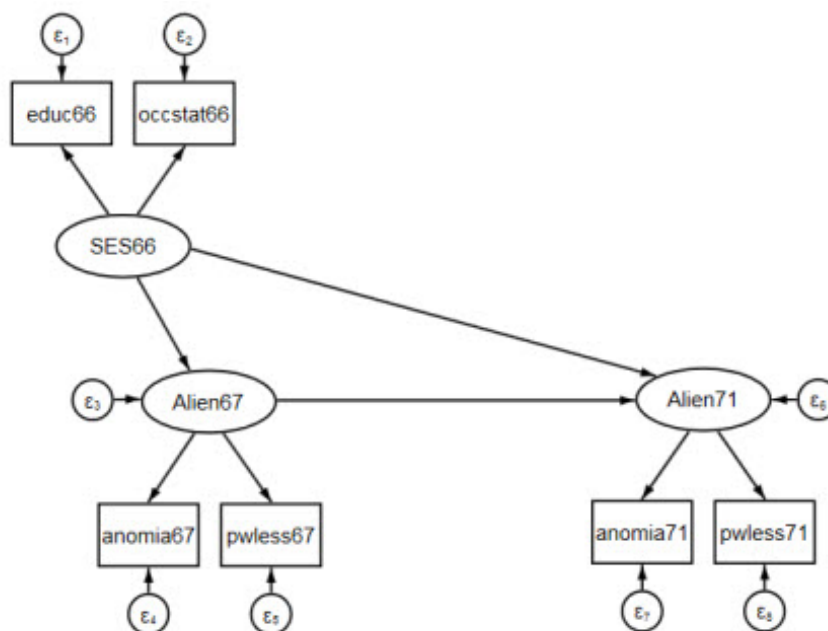 ε₁
ε₂
educ66
occstat66
SES66
ε₃
Alien67
Alien71
ε₆
anomia67
pwless67
anomia71
pwless71
ε₄
ε₅
ε₇
ε₈